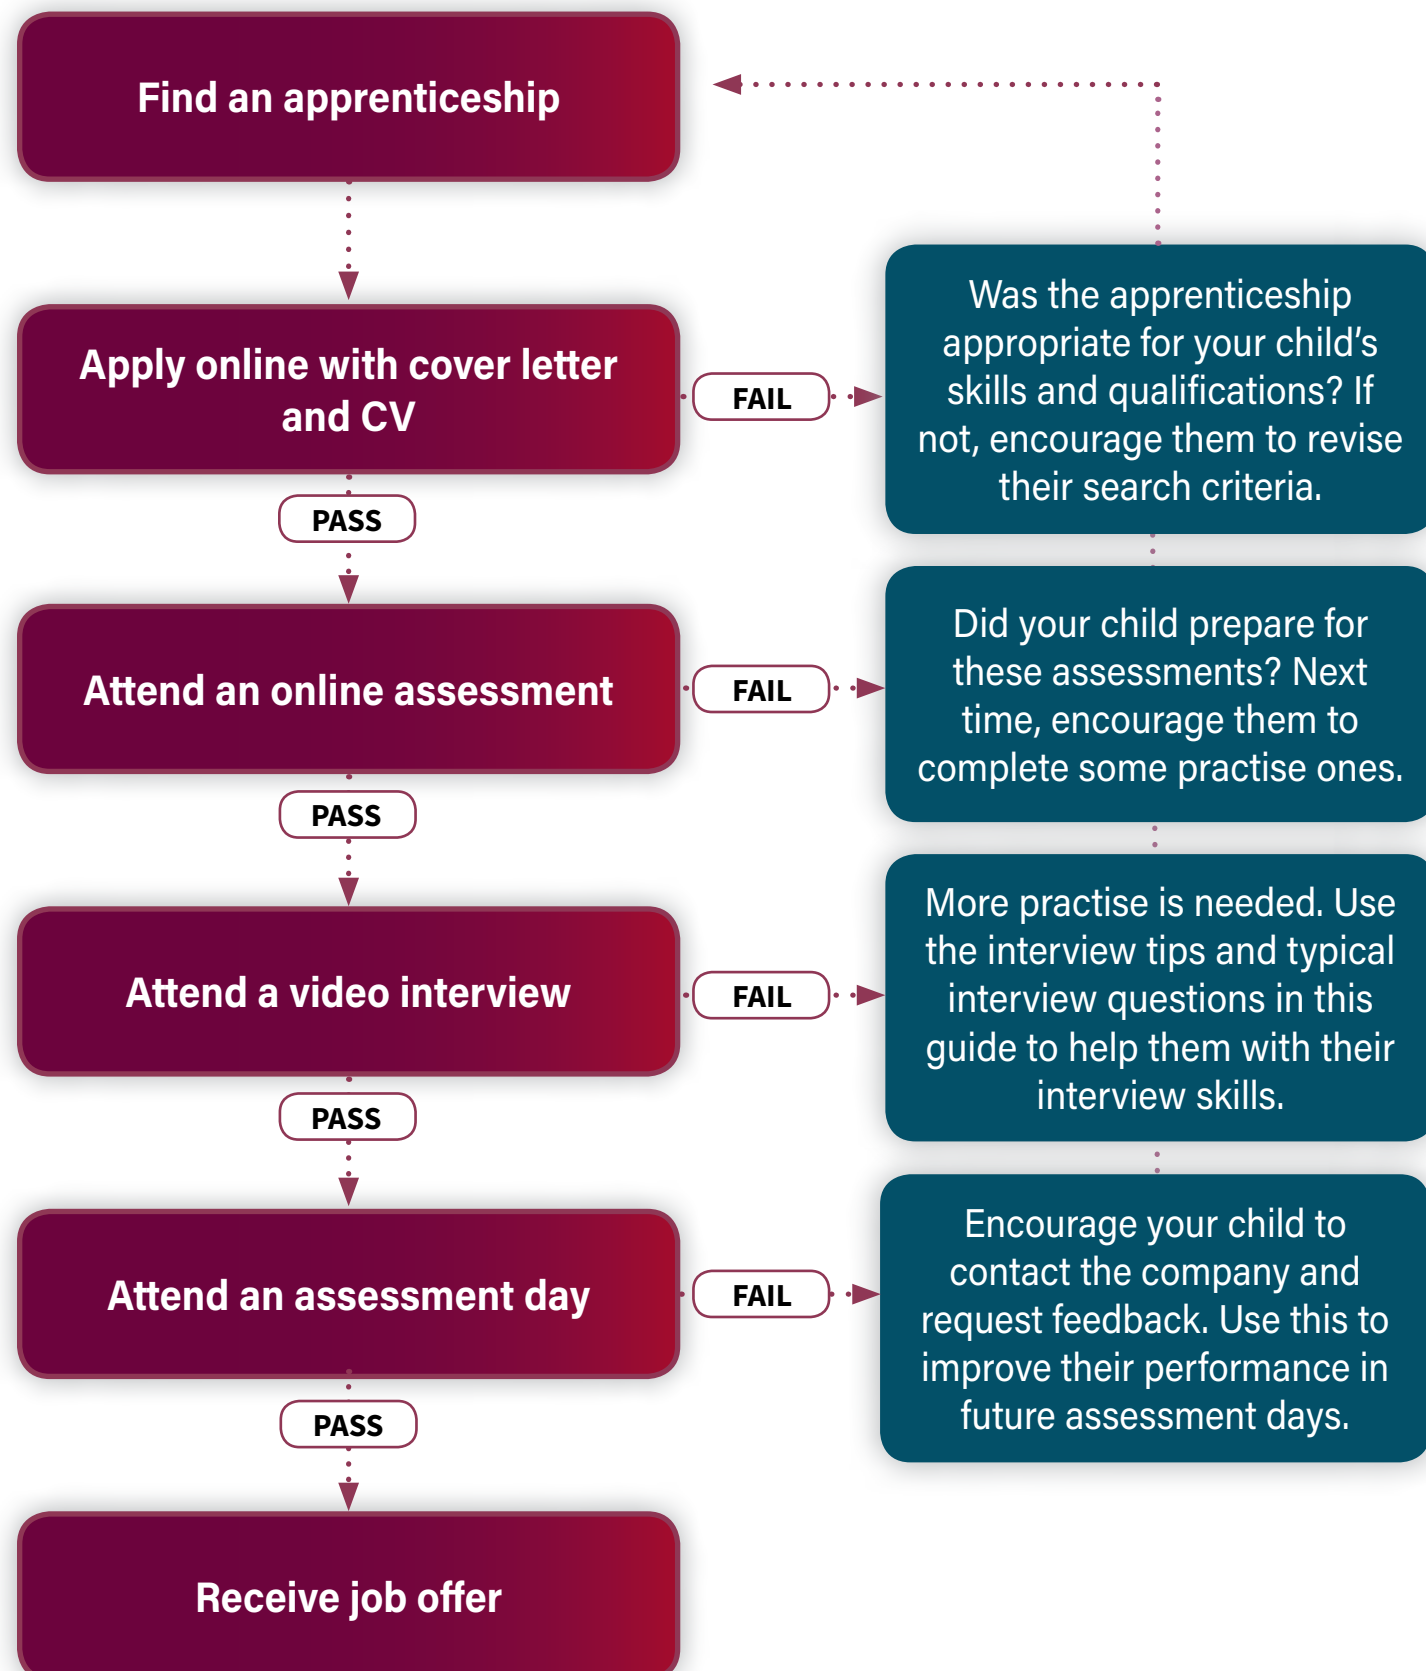 Find an apprenticeship
Apply online with cover letter
and CV
FAIL
Was the apprenticeship
appropriate for your child’s
skills and qualifications? If
not, encourage them to revise
their search criteria.
PASS
Attend an online assessment
FAIL
Did your child prepare for
these assessments? Next
time, encourage them to
complete some practise ones.
PASS
Attend a video interview
FAIL
More practise is needed. Use
the interview tips and typical
interview questions in this
guide to help them with their
interview skills.
PASS
Attend an assessment day
FAIL
Encourage your child to
contact the company and
request feedback. Use this to
improve their performance in
future assessment days.
PASS
Receive job offer